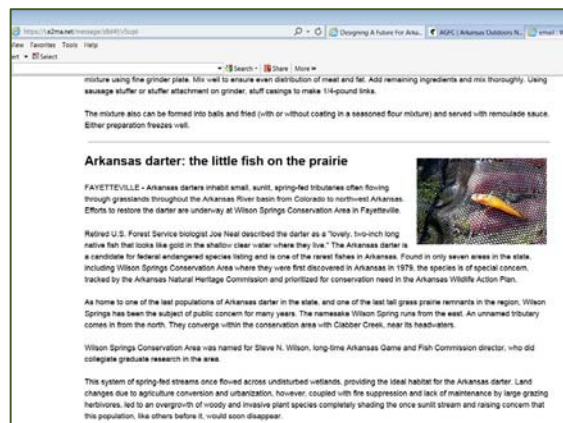 https://t.e2ma.net/message/
Designing A Future For Arka...
AGFC | Arkansas Outdoors N...
email :
View Favorites Tools Help
Select
Search Share More »
mixture using fine grinder plate. Mix well to ensure even distribution of meat and fat. Add remaining ingredients and mix thoroughly. Using
sausage stuffer or stuffer attachment on grinder, stuff casings to make 1/4-pound links.
The mixture also can be formed into balls and fried (with or without coating in a seasoned flour mixture) and served with remoulade sauce.
Either preparation freezes well.
Arkansas darter: the little fish on the prairie
FAYETTEVILLE - Arkansas darters inhabit small, sunlit, spring-fed tributaries often flowing
through grasslands throughout the Arkansas River basin from Colorado to northwest Arkansas.
Efforts to restore the darter are underway at Wilson Springs Conservation Area in Fayetteville.
Retired U.S. Forest Service biologist Joe Neal described the darter as a "lovely, two-inch long
native fish that looks like gold in the shallow clear water where they live." The Arkansas darter is
a candidate for federal endangered species listing and is one of the rarest fishes in Arkansas. Found in only seven areas in the state,
including Wilson Springs Conservation Area where they were first discovered in Arkansas in 1979, the species is of special concern,
tracked by the Arkansas Natural Heritage Commission and prioritized for conservation need in the Arkansas Wildlife Action Plan.
As home to one of the last populations of Arkansas darter in the state, and one of the last tall grass prairie remnants in the region, Wilson
Springs has been the subject of public concern for many years. The namesake Wilson Spring runs from the east. An unnamed tributary
comes in from the north. They converge within the conservation area with Clabber Creek, near its headwaters.
Wilson Springs Conservation Area was named for Steve N. Wilson, long-time Arkansas Game and Fish Commission director, who did
collegiate graduate research in the area.
This system of spring-fed streams once flowed across undisturbed wetlands, providing the ideal habitat for the Arkansas darter. Land
changes due to agriculture conversion and urbanization, however, coupled with fire suppression and lack of maintenance by large grazing
herbivores, led to an overgrowth of woody and invasive plant species completely shading the once sunlit stream and raising concern that
this population, like others before it, would soon disappear.